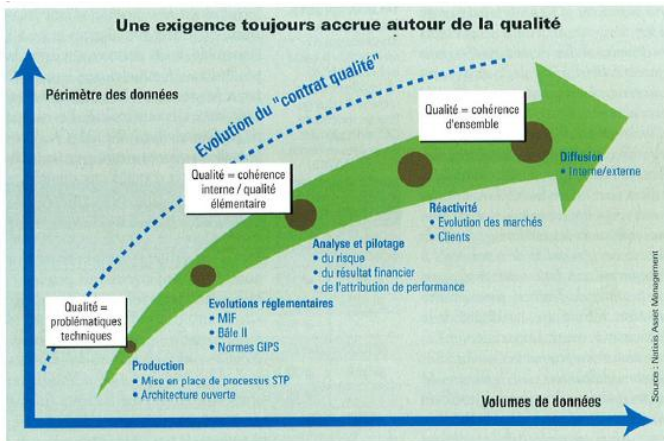 Une exigence toujours accrue autour de la qualité
Périmètre des données
Evolution du "contrat qualité"
Qualité = cohérence
d'ensemble
Qualité = cohérence
interne / qualité
élémentaire
Qualité =
problématiques
techniques
Diffusion
• Interne/externe
Réactivité
• Evolution des marchés
• Clients
Analyse et pilotage
• du risque
• du résultat financier
• de l'attribution de performance
Evolutions réglementaires
• MIF
• Bâle II
• Normes GIPS
Production
• Mise en place de processus STP
• Architecture ouverte
Volumes de données
Source : Natixis Asset Management